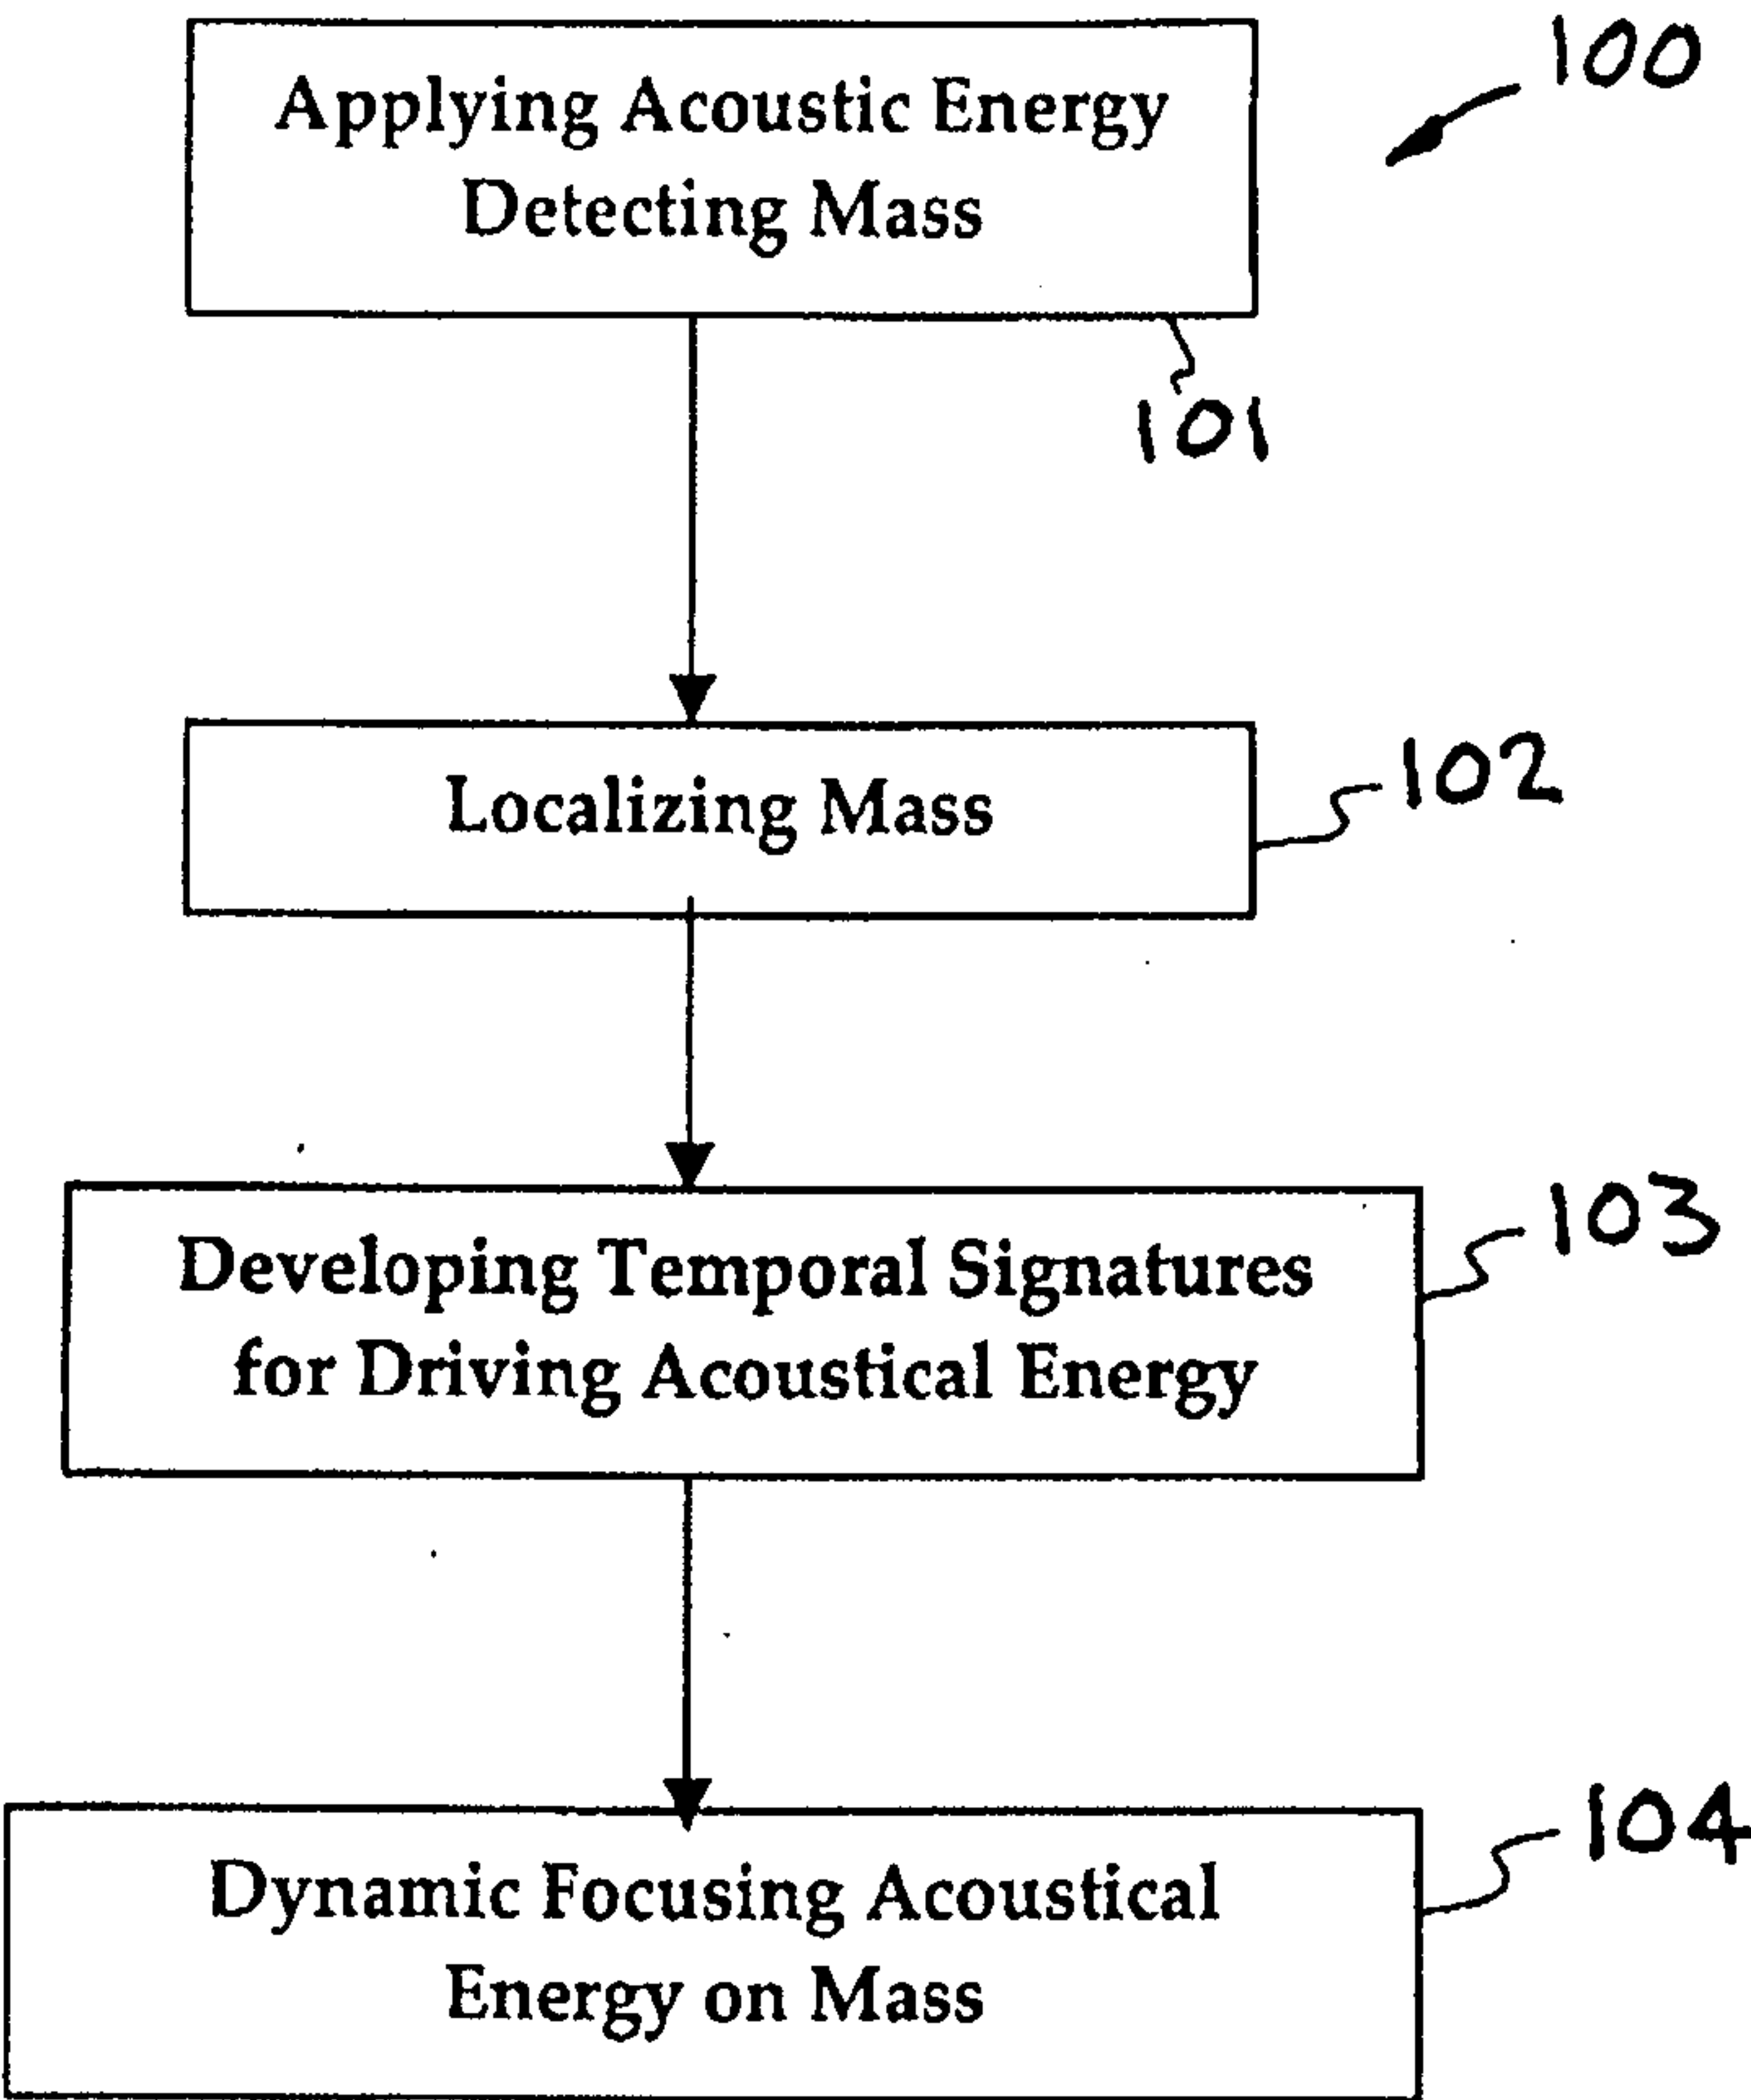 Applying Acoustic Energy
Detecting Mass
100
101
Localizing Mass
102
Developing Temporal Signatures
for Driving Acoustical Energy
103
Dynamic Focusing Acoustical
Energy on Mass
104